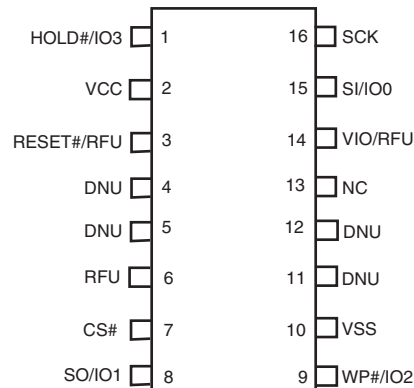 HOLD#/IO3 1 16 SCK
VCC 2 15 SI/IO0
RESET#/RFU 3 14 VIO/RFU
DNU 4 13 NC
DNU 5 12 DNU
RFU 6 11 DNU
CS# 7 10 VSS
SO/IO1 8 9 WP#/IO2